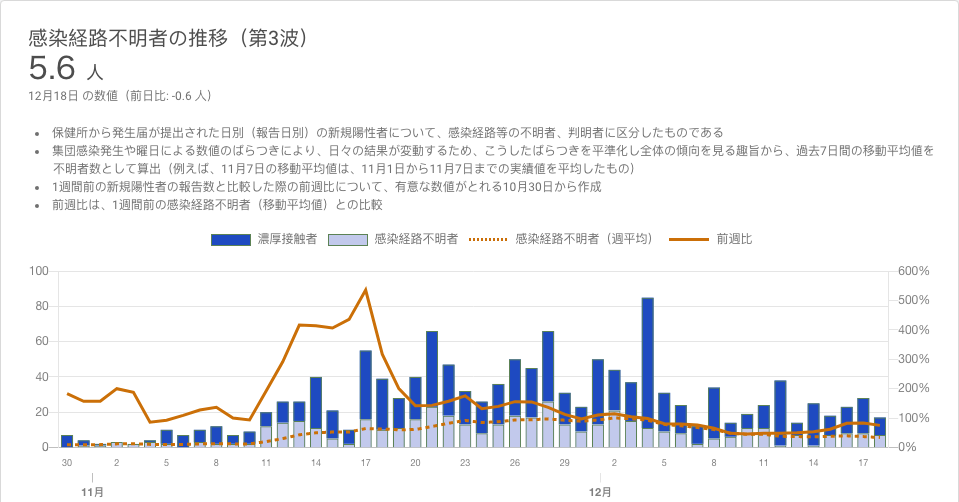 感染経路不明者の推移（第3波）
5.6 人
12月18日 の数値（前日比: -0.6 人）
• 保健所から発生届が提出された日別（報告日別）の新規陽性者について、感染経路等の不明者、判明者に区分したものである
• 集団感染発生や曜日による数値のばらつきにより、日々の結果が変動するため、こうしたばらつきを平準化し全体の傾向を見る趣旨から、過去7日間の移動平均値を
不明者数として算出（例えば、11月7日の移動平均値は、11月1日から11月7日までの実績値を平均したもの）
• 1週間前の新規陽性者の報告数と比較した際の前週比について、有意な数値がとれる10月30日から作成
• 前週比は、1週間前の感染経路不明者（移動平均値）との比較
濃厚接触者 感染経路不明者 感染経路不明者（週平均） 前週比
100 600%
500%
80
400%
60
300%
40
200%
20
100%
0 0%
30 2 5 8 11 14 17 20 23 26 29 2 5 8 11 14 17
11月 12月